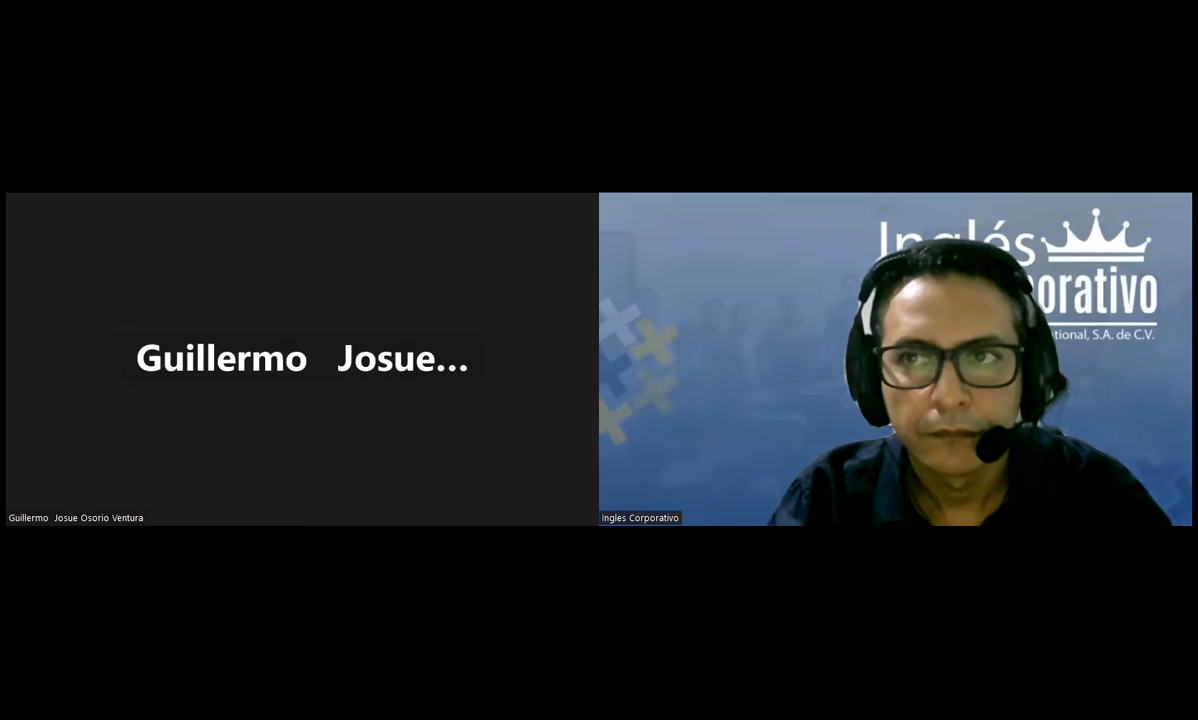 Guillermo Josue...
Guillermo Josue Osorio Ventura
Inglés
orativo
tional, S.A. de C.V.
Ingles Corporativo